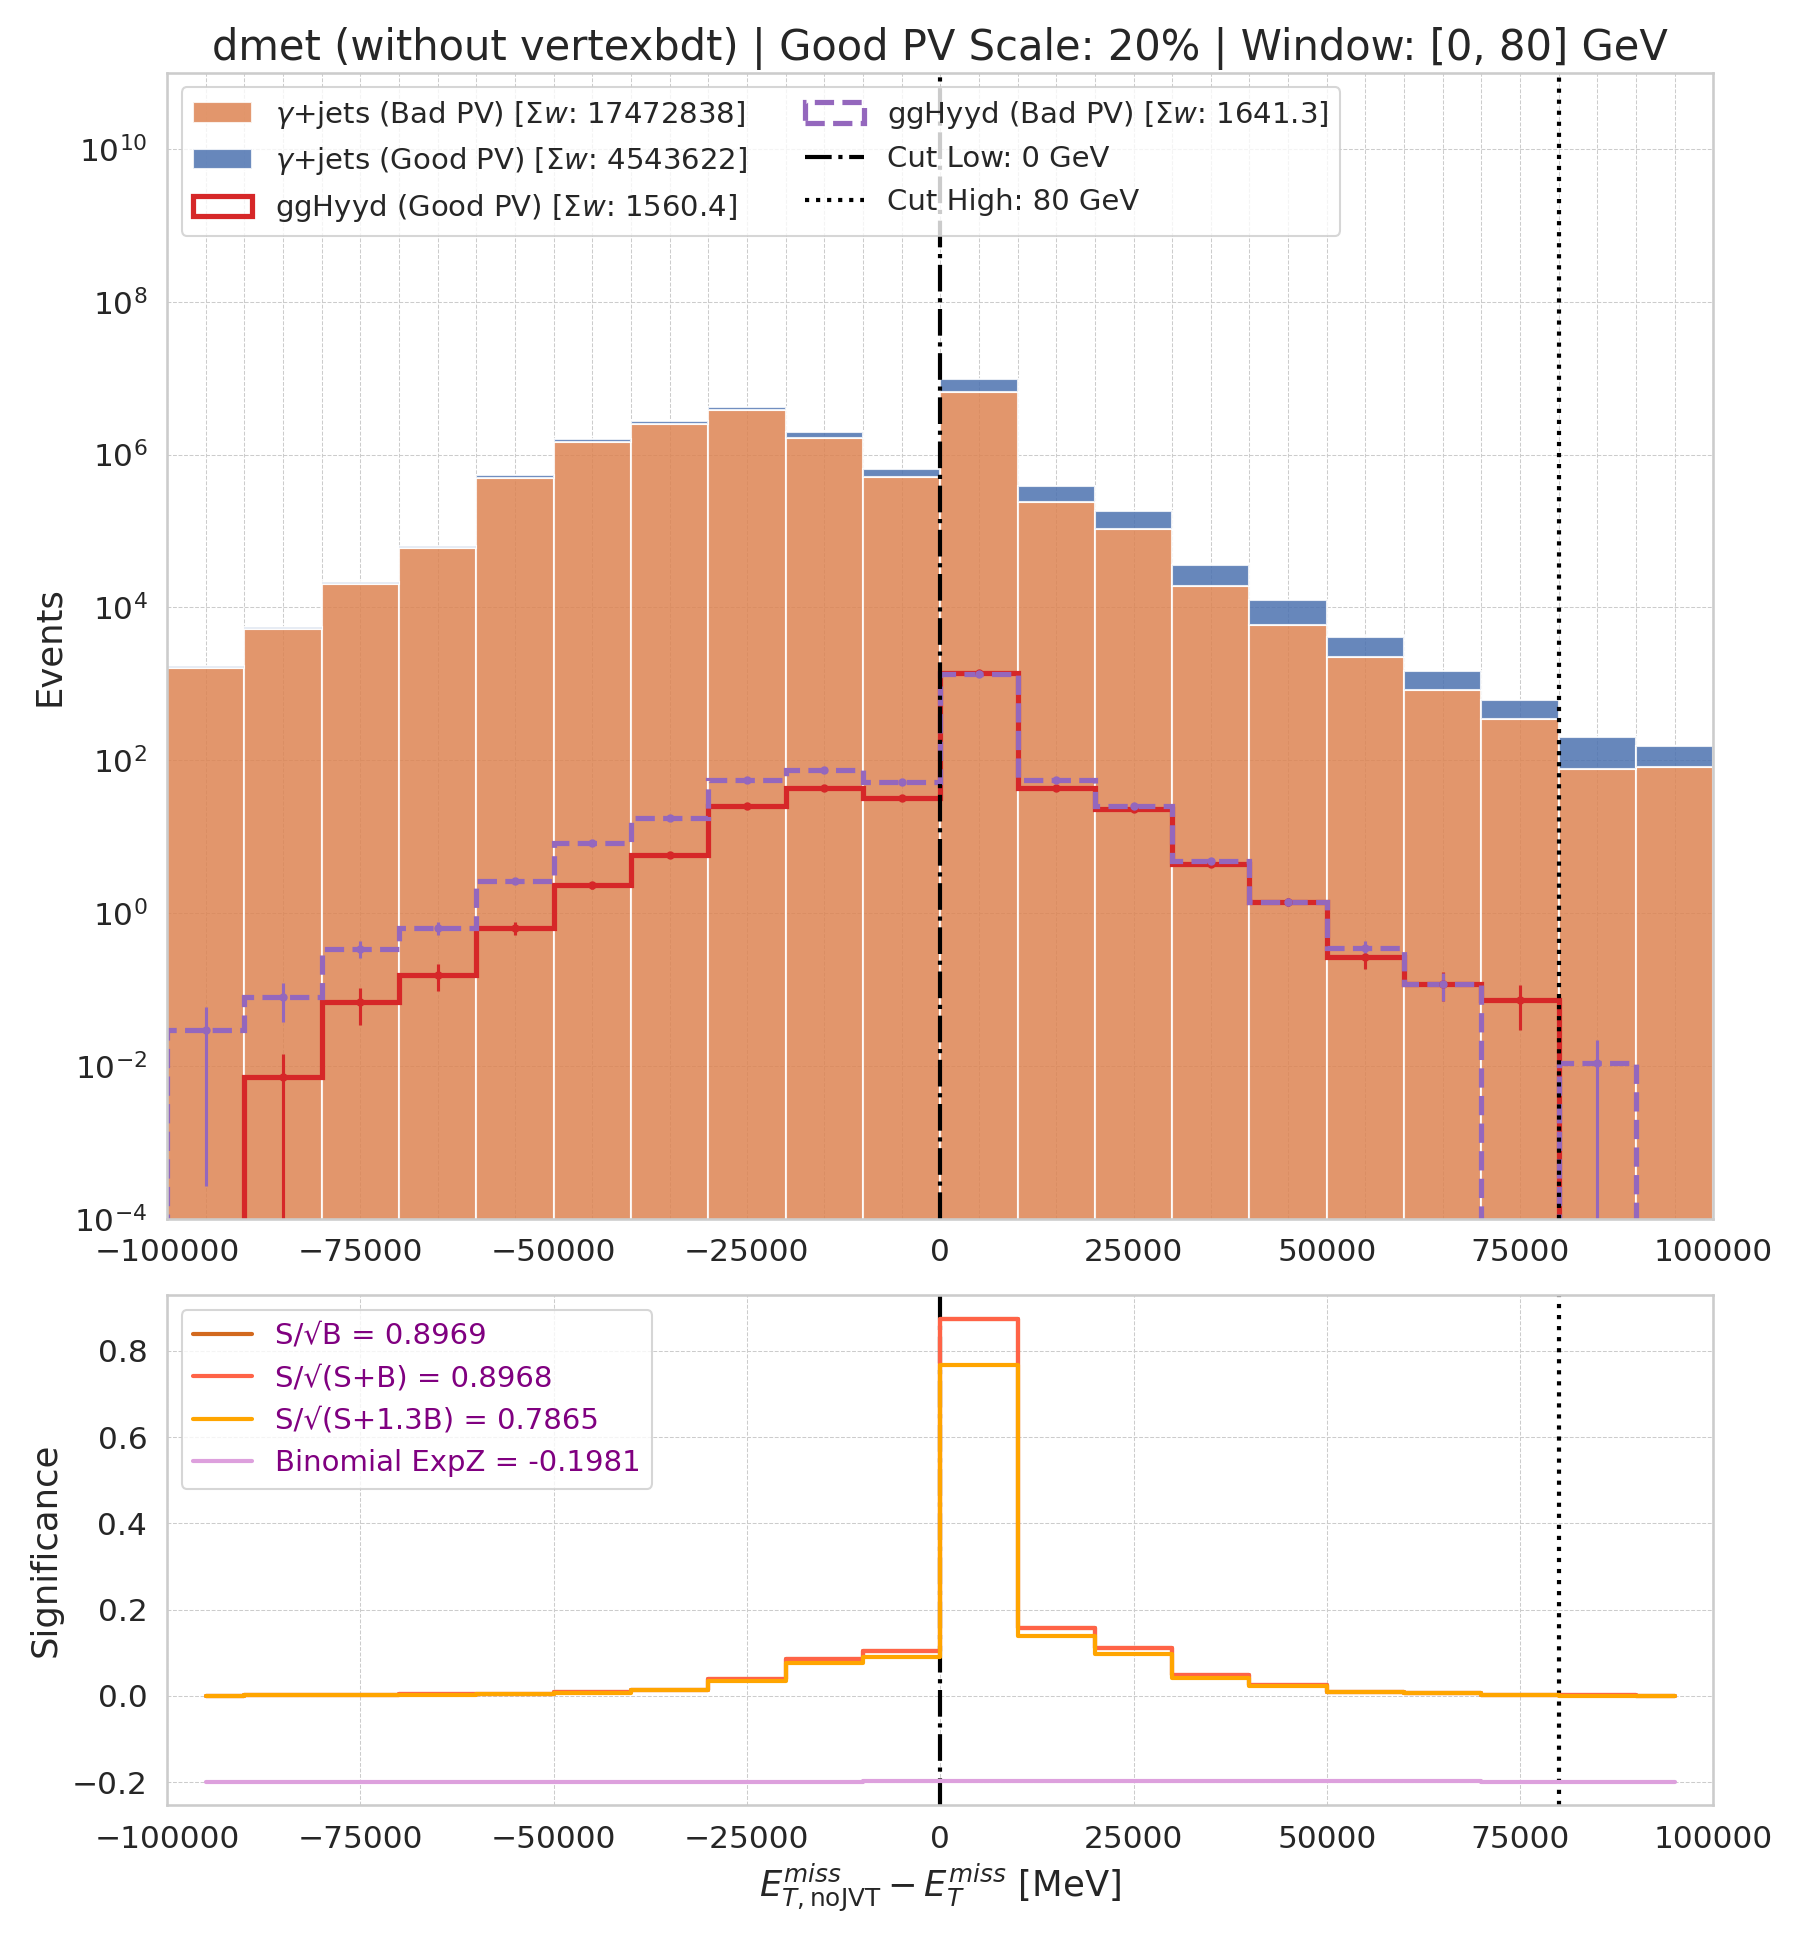 dmet (without vertexbdt) | Good PV Scale: 20% | Window: [0, 80] GeV
γ+jets (Bad PV) [Σw: 17472838]
γ+jets (Good PV) [Σw: 4543622]
ggHyyd (Good PV) [Σw: 1560.4]
ggHyyd (Bad PV) [Σw: 1641.3]
Cut Low: 0 GeV
Cut High: 80 GeV
Events
10^10
10^8
10^6
10^4
10^2
10^0
10^−2
10^−4
−100000 −75000 −50000 −25000 0 25000 50000 75000 100000
S/√B = 0.8969
S/√(S+B) = 0.8968
S/√(S+1.3B) = 0.7865
Binomial ExpZ = -0.1981
Significance
0.8
0.6
0.4
0.2
0.0
−0.2
−100000 −75000 −50000 −25000 0 25000 50000 75000 100000
E_{T,noJVT}^{miss} − E_T^{miss} [MeV]